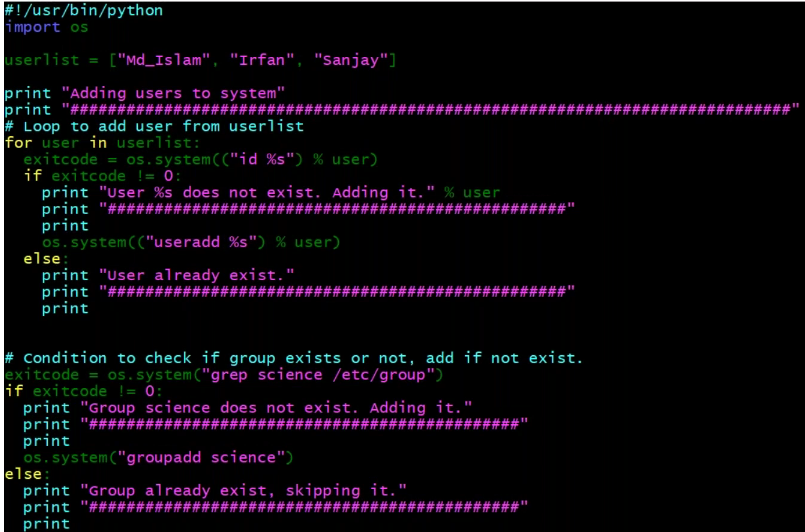 #!/usr/bin/python
import os

userlist = ["Md_Islam", "Irfan", "Sanjay"]

print "Adding users to system"
print "#############################################################################"
# Loop to add user from userlist
for user in userlist:
  exitcode = os.system(("id %s") % user)
  if exitcode != 0:
    print "User %s does not exist. Adding it." % user
    print "#################################################"
    print
    os.system(("useradd %s") % user)
  else:
    print "User already exist."
    print "#################################################"
    print


# Condition to check if group exists or not, add if not exist.
exitcode = os.system("grep science /etc/group")
if exitcode != 0:
  print "Group science does not exist. Adding it."
  print "##############################################"
  print
  os.system("groupadd science")
else:
  print "Group already exist, skipping it."
  print "##############################################"
  print